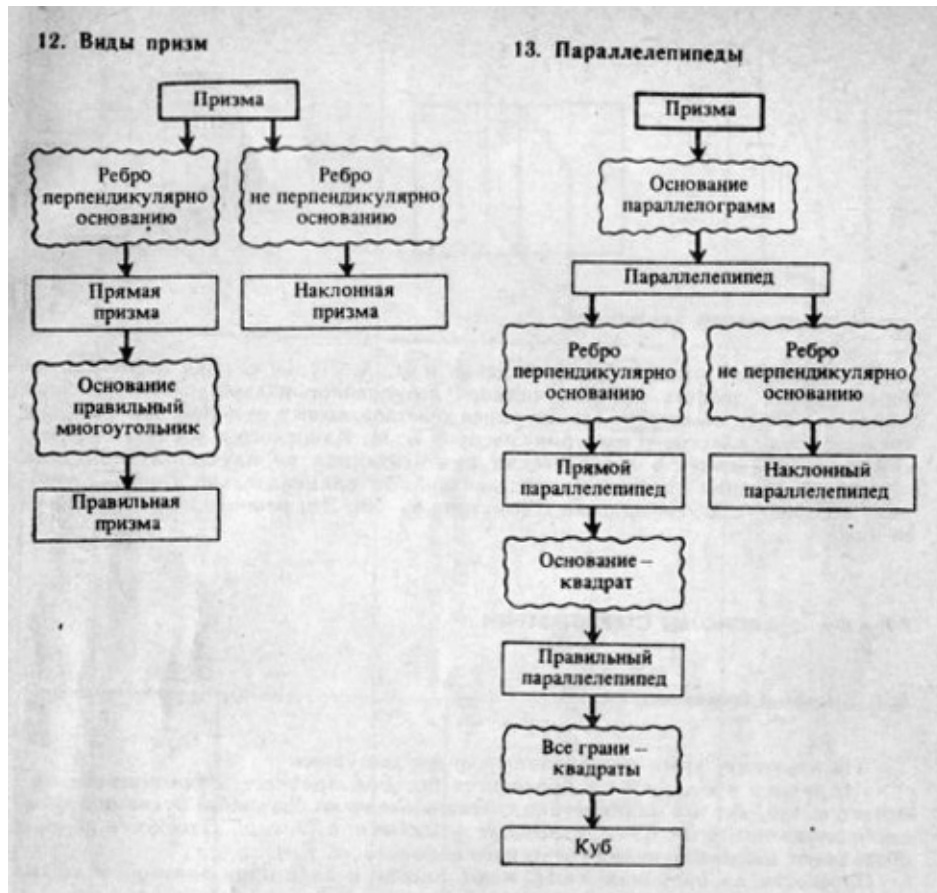 12. Виды призм
Призма
Ребро
перпендикулярно
основанию
Ребро
не перпендикулярно
основанию
Прямая
призма
Наклонная
призма
Основание
правильный
многоугольник
Правильная
призма
13. Параллелепипеды
Призма
Основание
параллелограмм
Параллелепипед
Ребро
перпендикулярно
основанию
Ребро
не перпендикулярно
основанию
Прямой
параллелепипед
Наклонный
параллелепипед
Основание –
квадрат
Правильный
параллелепипед
Все грани –
квадраты
Куб